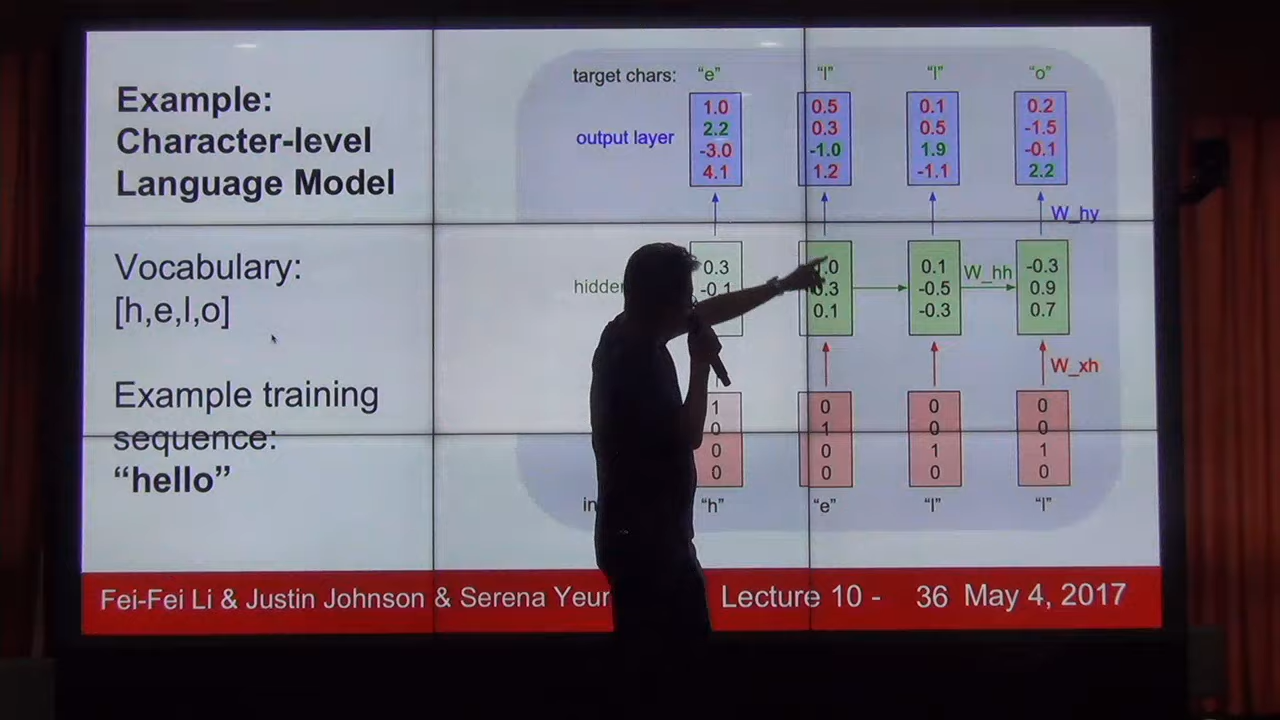 Example:
Character-level
Language Model
Vocabulary:
[h,e,l,o]
Example training
sequence:
“hello”
target chars: “e” “l” “l” “o”
output layer
1.0 0.5 0.1 0.2
2.2 0.3 0.5 -1.5
-3.0 -1.0 1.9 -0.1
4.1 1.2 -1.1 2.2
W_hy
0.3 0.1 -0.3
W_hh
-0.1 0.3 -0.5 0.9
0.1 -0.3 0.7
W_xh
1 0 0 0
0 1 0 0
0 0 1 1
0 0 0 0
“h” “e” “l” “l”
Fei-Fei Li & Justin Johnson & Serena Lecture 10 - 36 May 4, 2017